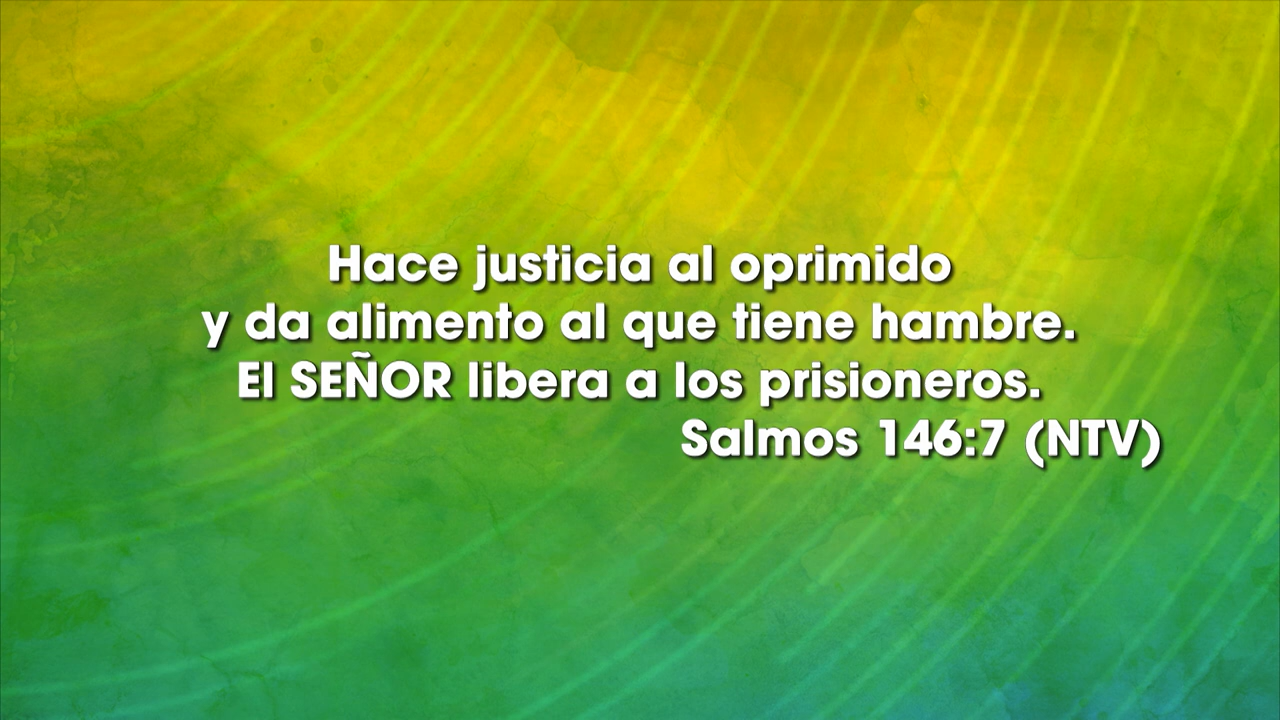 Hace justicia al oprimido
y da alimento al que tiene hambre.
El SEÑOR libera a los prisioneros.
Salmos 146:7 (NTV)